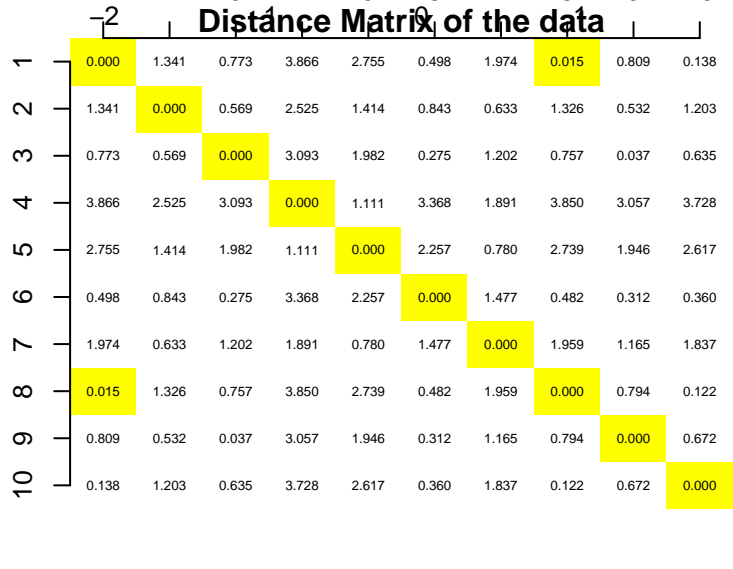 −2 −1 0 1
Distance Matrix of the data
1 0.000 1.341 0.773 3.866 2.755 0.498 1.974 0.015 0.809 0.138
2 1.341 0.000 0.569 2.525 1.414 0.843 0.633 1.326 0.532 1.203
3 0.773 0.569 0.000 3.093 1.982 0.275 1.202 0.757 0.037 0.635
4 3.866 2.525 3.093 0.000 1.111 3.368 1.891 3.850 3.057 3.728
5 2.755 1.414 1.982 1.111 0.000 2.257 0.780 2.739 1.946 2.617
6 0.498 0.843 0.275 3.368 2.257 0.000 1.477 0.482 0.312 0.360
7 1.974 0.633 1.202 1.891 0.780 1.477 0.000 1.959 1.165 1.837
8 0.015 1.326 0.757 3.850 2.739 0.482 1.959 0.000 0.794 0.122
9 0.809 0.532 0.037 3.057 1.946 0.312 1.165 0.794 0.000 0.672
10 0.138 1.203 0.635 3.728 2.617 0.360 1.837 0.122 0.672 0.000